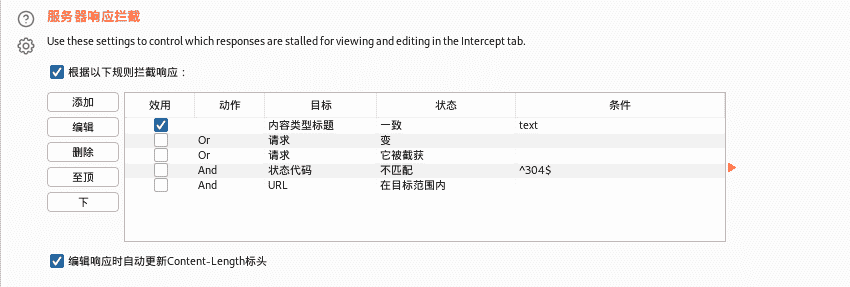 服务器响应拦截
Use these settings to control which responses are stalled for viewing and editing in the Intercept tab.
根据以下规则拦截响应：
添加
编辑
删除
至顶
下
效用 动作 目标 状态 条件
内容类型标题 一致 text
Or 请求 变
Or 请求 它被截获
And 状态代码 不匹配 ^304$
And URL 在目标范围内
编辑响应时自动更新Content-Length标头